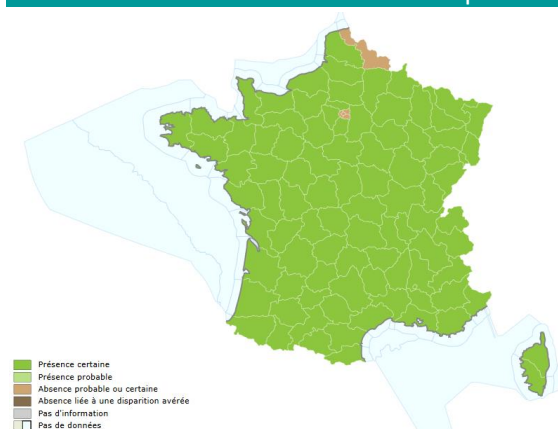 Présence certaine
Présence probable
Absence probable ou certaine
Absence liée à une disparition avérée
Pas d'information
Pas de données